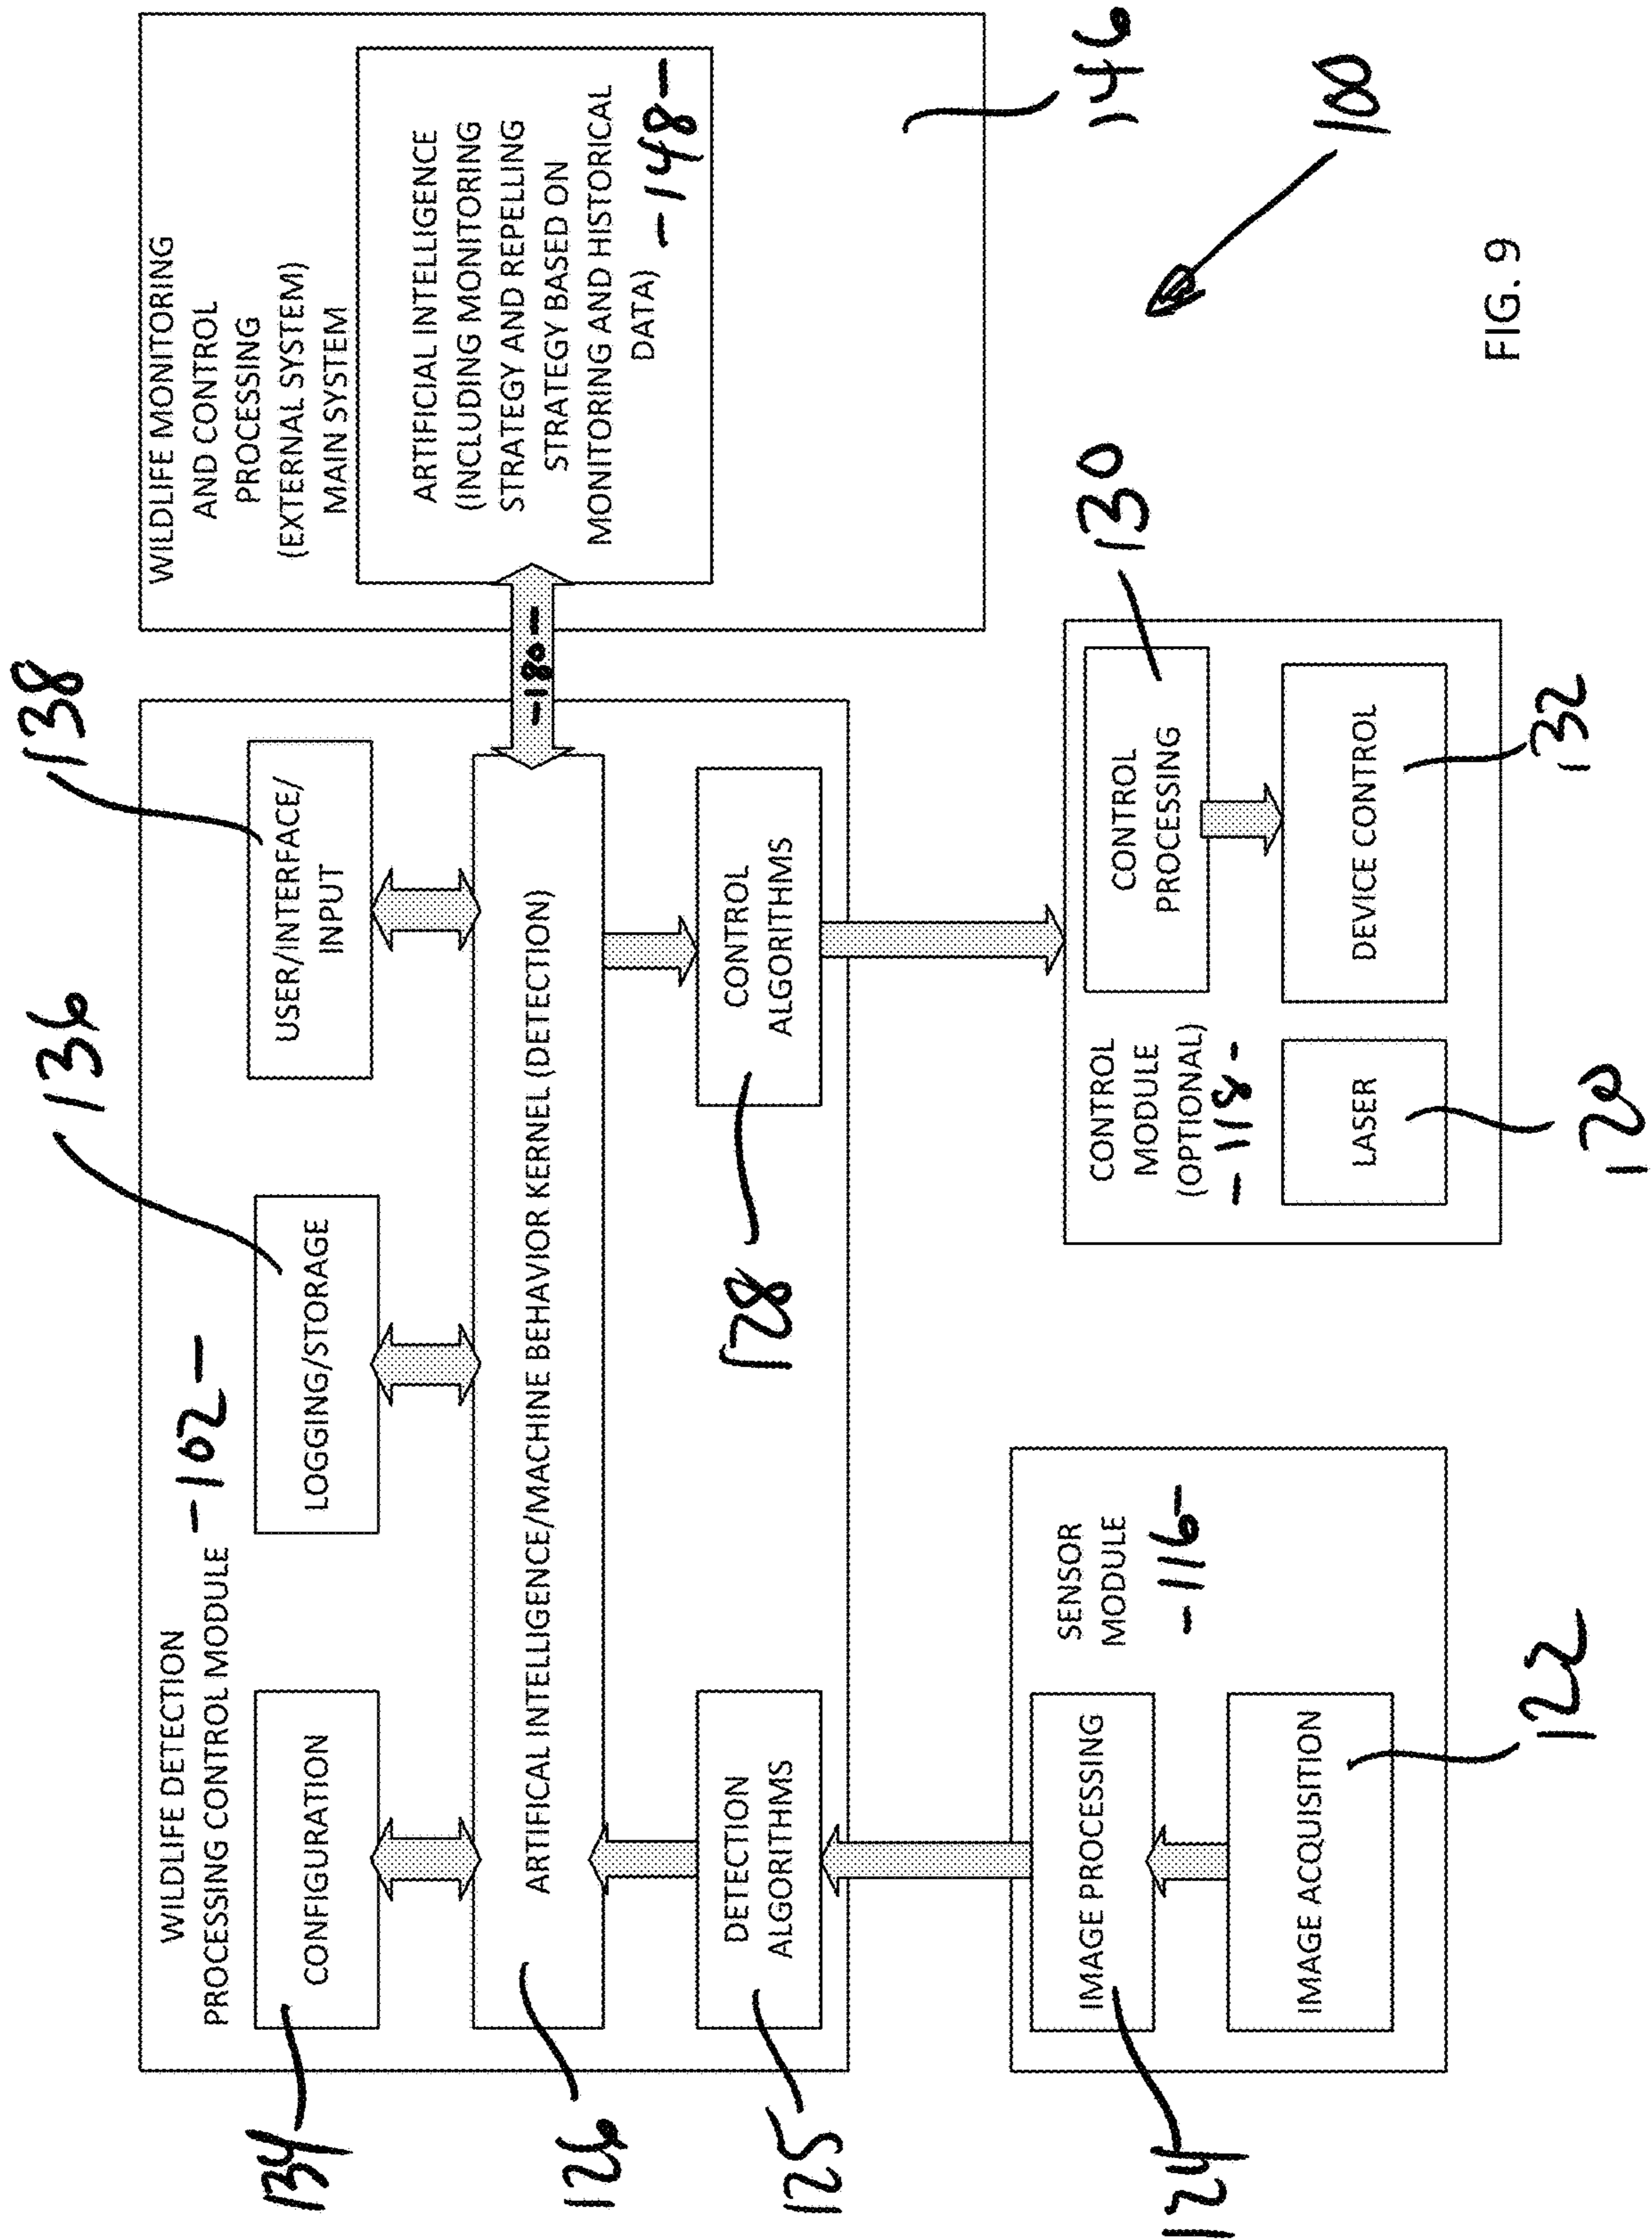 WILDLIFE DETECTION
PROCESSING CONTROL MODULE
-102-
134
CONFIGURATION
136
LOGGING/STORAGE
138
USER/INTERFACE/
INPUT
126
ARTIFICAL INTELLIGENCE/MACHINE BEHAVIOR KERNEL (DETECTION)
-180-
125
DETECTION
ALGORITHMS
128
CONTROL
ALGORITHMS
WILDLIFE MONITORING
AND CONTROL
PROCESSING
(EXTERNAL SYSTEM)
MAIN SYSTEM
ARTIFICIAL INTELLIGENCE
(INCLUDING MONITORING
STRATEGY AND REPELLING
STRATEGY BASED ON
MONITORING AND HISTORICAL
DATA) -148-
146
124
IMAGE PROCESSING
SENSOR
MODULE
-116-
IMAGE ACQUISITION
122
CONTROL
MODULE
(OPTIONAL)
-118-
CONTROL
PROCESSING
130
LASER
120
DEVICE CONTROL
132
100
FIG. 9